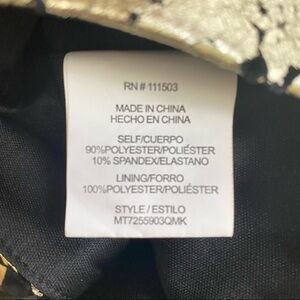 RN # 111503
MADE IN CHINA
HECHO EN CHINA
SELF/CUERPO
90%POLYESTER/POLIÉSTER
10% SPANDEX/ELASTANO
LINING/FORRO
100%POLYESTER/POLIÉSTER
STYLE / ESTILO
MT7255903QMK